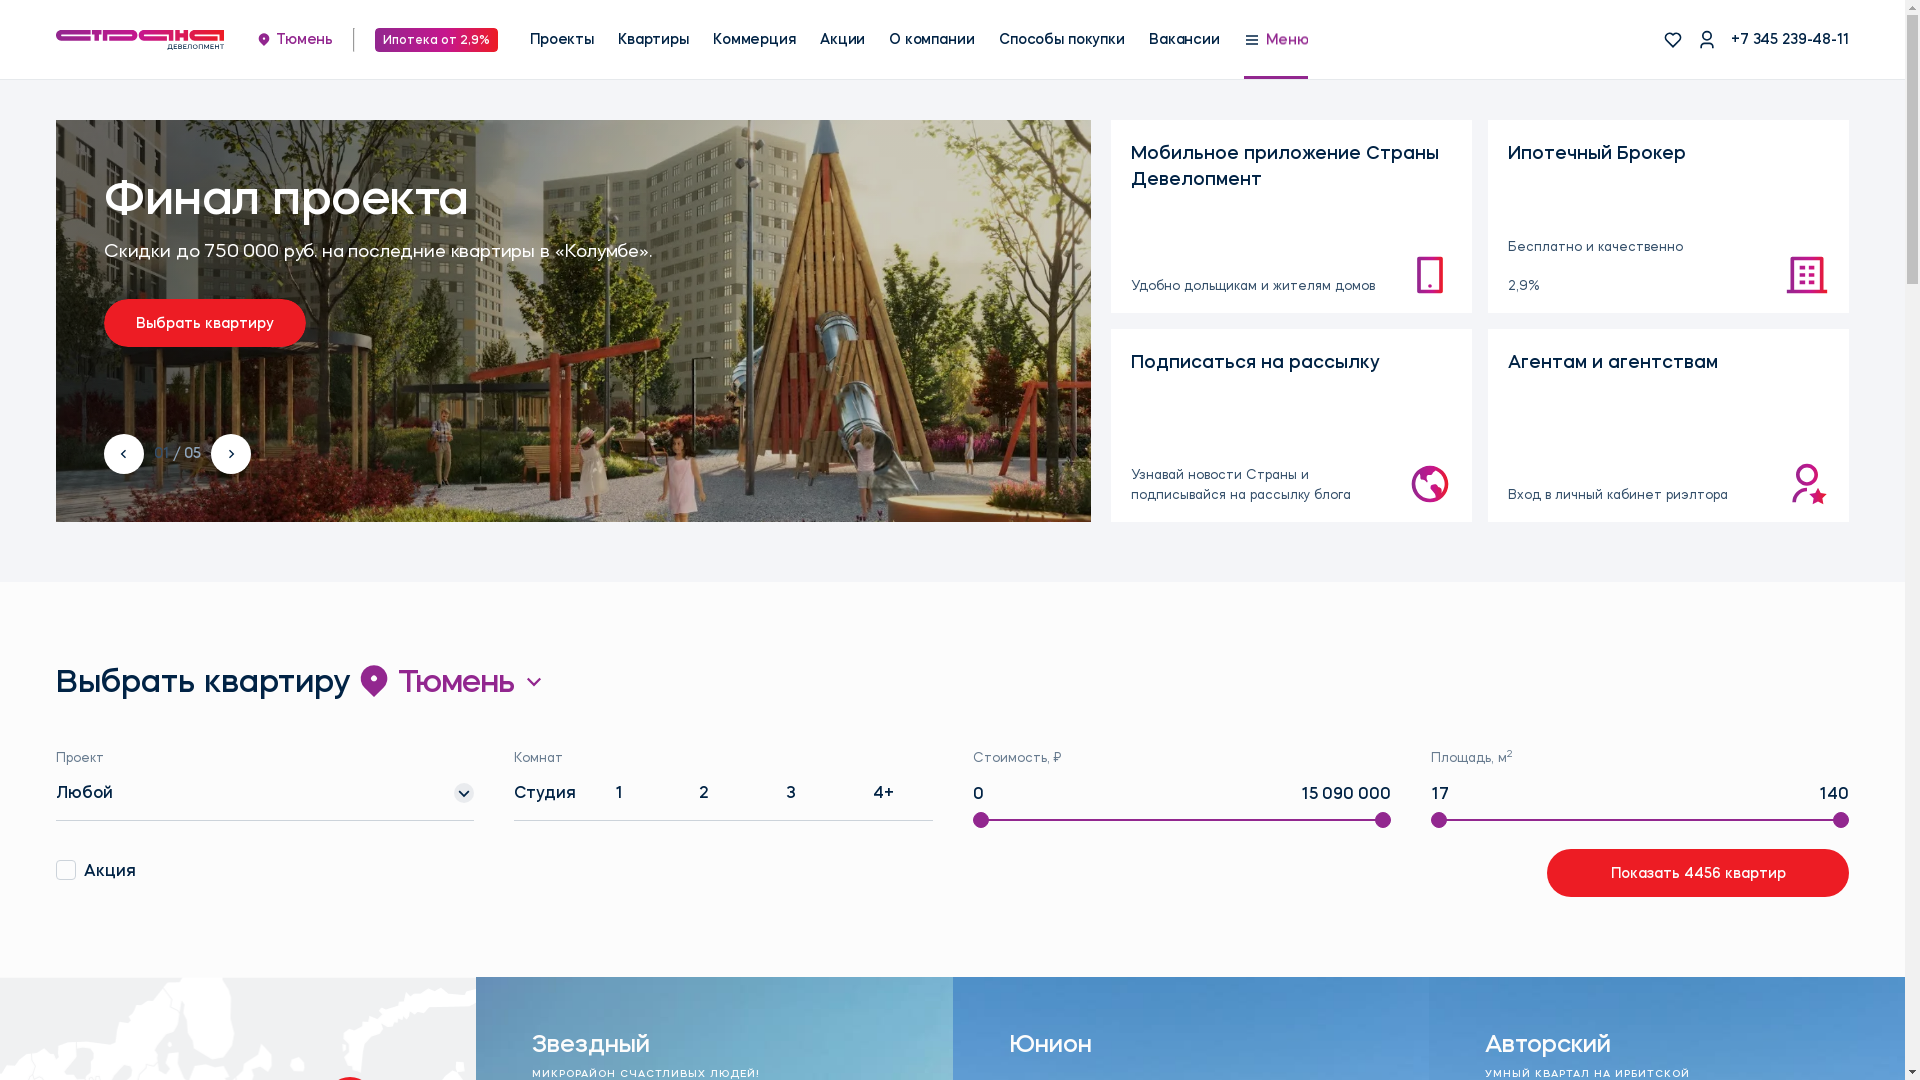 СТРАНА
ДЕВЕЛОПМЕНТ
Тюмень
Ипотека от 2,9%
Проекты
Квартиры
Коммерция
Акции
О компании
Способы покупки
Вакансии
Меню
+7 345 239-48-11
Финал проекта
Скидки до 750 000 руб. на последние квартиры в «Колумбе».
Выбрать квартиру
01 / 05
Мобильное приложение Страны
Девелопмент
Удобно дольщикам и жителям домов
Ипотечный Брокер
Бесплатно и качественно
2,9%
Подписаться на рассылку
Узнавай новости Страны и
подписывайся на рассылку блога
Агентам и агентствам
Вход в личный кабинет риэлтора
Выбрать квартиру Тюмень
Проект
Любой
Комнат
Студия 1 2 3 4+
Стоимость, ₽
0 15 090 000
Площадь, м²
17 140
Акция
Показать 4456 квартир
Звездный
МИКРОРАЙОН СЧАСТЛИВЫХ ЛЮДЕЙ!
Юнион
Авторский
УМНЫЙ КВАРТАЛ НА ИРБИТСКОЙ